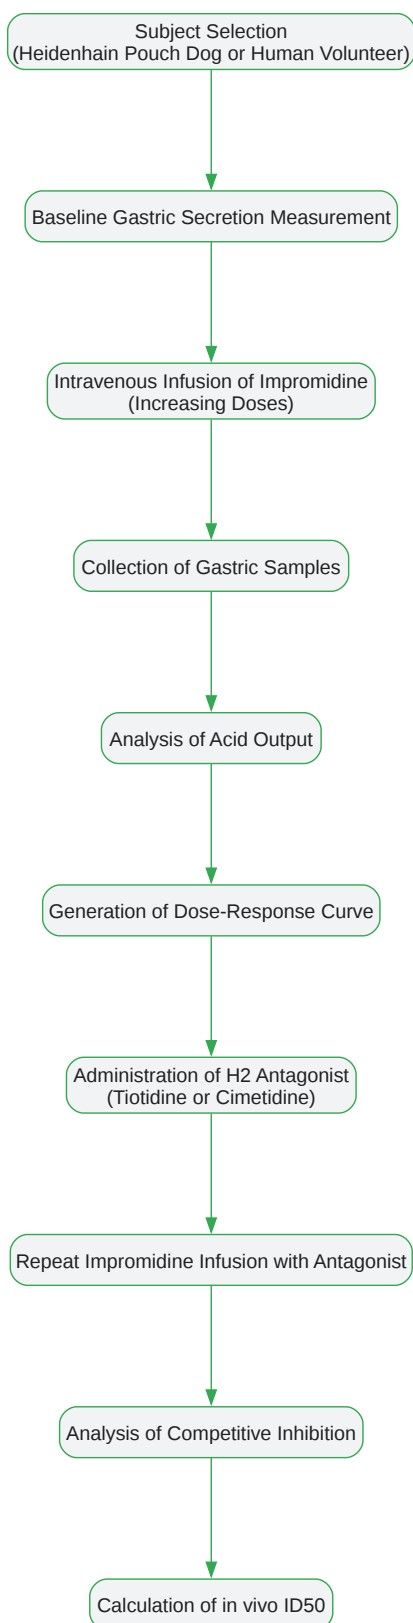 Subject Selection
(Heidenhain Pouch Dog or Human Volunteer)
Baseline Gastric Secretion Measurement
Intravenous Infusion of Impromidine
(Increasing Doses)
Collection of Gastric Samples
Analysis of Acid Output
Generation of Dose-Response Curve
Administration of H2 Antagonist
(Tiotidine or Cimetidine)
Repeat Impromidine Infusion with Antagonist
Analysis of Competitive Inhibition
Calculation of in vivo ID50